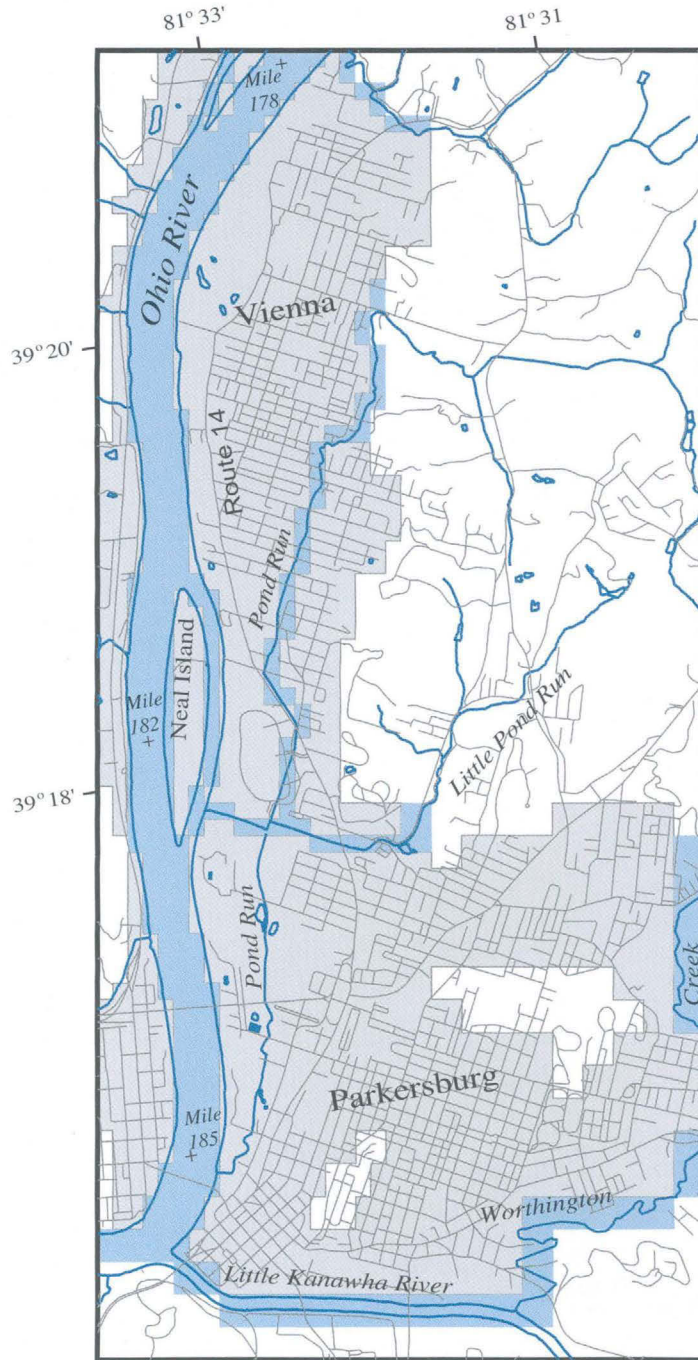 81° 33'
81° 31
Mile
178
Ohio River
Vienna
39° 20'
Route 14
Pond Run
Neal Island
Mile
182
Little Pond Run
39° 18'
Pond Run
Creek
Parkersburg
Mile
185
Worthington
Little Kanawha River